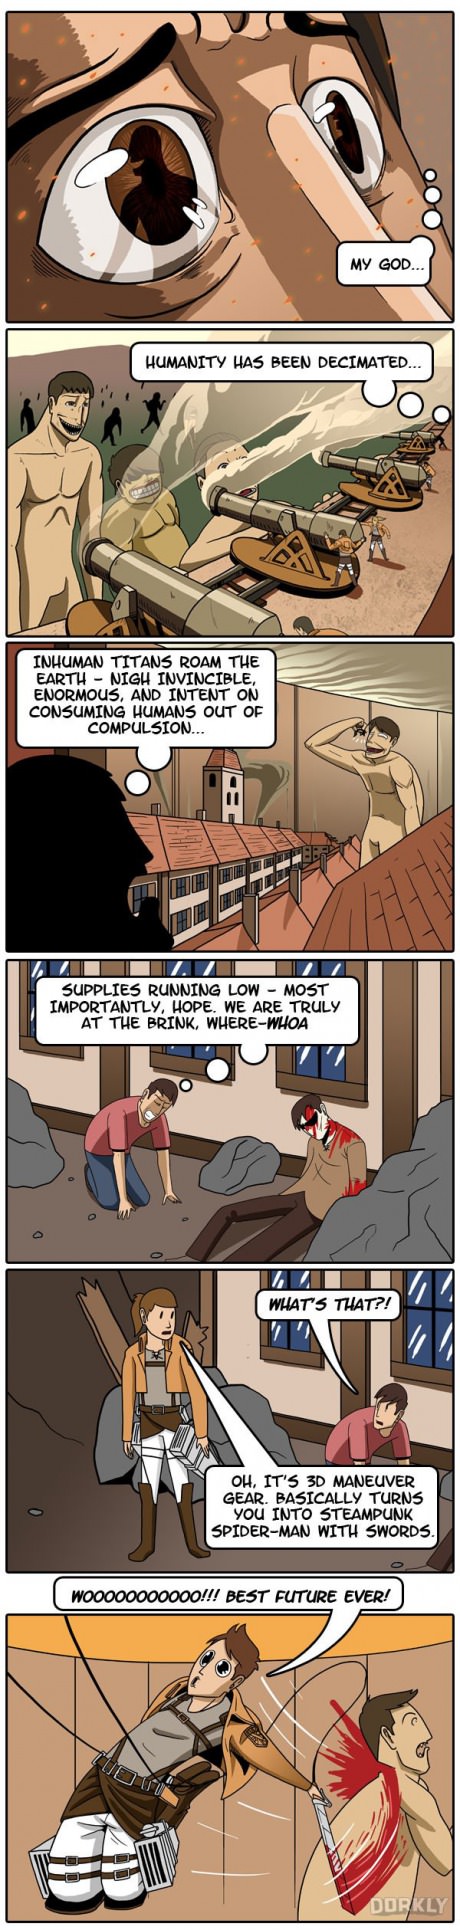 MY GOD...
HUMANITY HAS BEEN DECIMATED...
INHUMAN TITANS ROAM THE
EARTH - NIGH INVINCIBLE,
ENORMOUS, AND INTENT ON
CONSUMING HUMANS OUT OF
COMPULSION...
SUPPLIES RUNNING LOW - MOST
IMPORTANTLY, HOPE. WE ARE TRULY
AT THE BRINK, WHERE-WHOA
WHAT'S THAT?!
OH, IT'S 3D MANEUVER
GEAR. BASICALLY TURNS
YOU INTO STEAMPUNK
SPIDER-MAN WITH SWORDS.
WOOOOOOOOOOO!!! BEST FUTURE EVER!
DORKLY